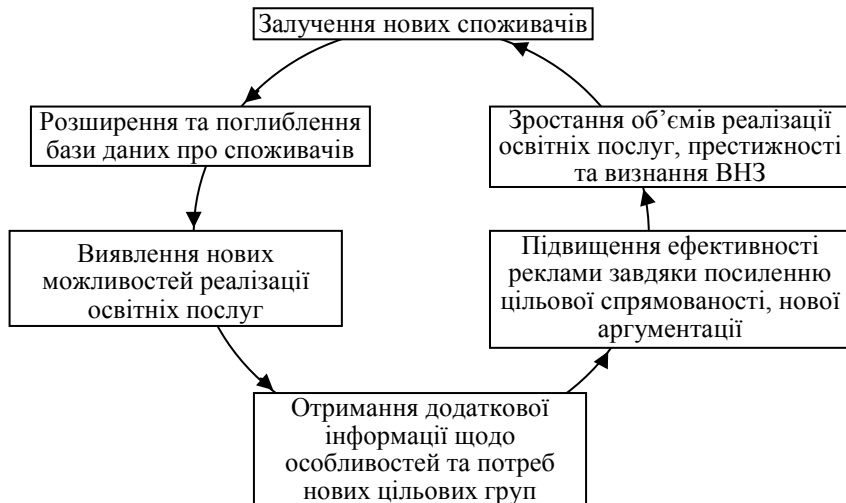 Залучення нових споживачів
Розширення та поглиблення
бази даних про споживачів
Виявлення нових
можливостей реалізації
освітніх послуг
Отримання додаткової
інформації щодо
особливостей та потреб
нових цільових груп
Підвищення ефективності
реклами завдяки посиленню
цільової спрямованості, нової
аргументації
Зростання об’ємів реалізації
освітніх послуг, престижності
та визнання ВНЗ